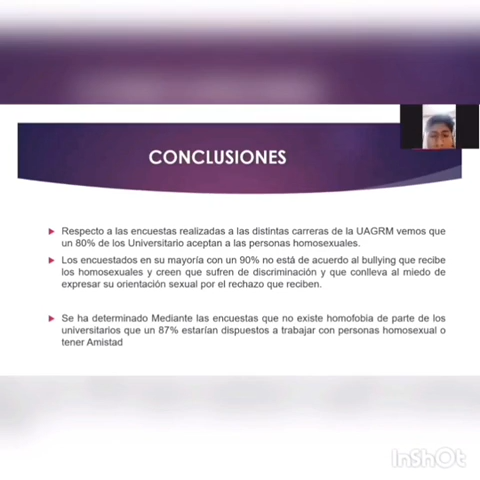 CONCLUSIONES
Respecto a las encuestas realizadas a las distintas carreras de la UAGRM vemos que
un 80% de los Universitario aceptan a las personas homosexuales.
Los encuestados en su mayoría con un 90% no está de acuerdo al bullying que recibe
los homosexuales y creen que sufren de discriminación y que conlleva al miedo de
expresar su orientación sexual por el rechazo que reciben.
Se ha determinado Mediante las encuestas que no existe homofobia de parte de los
universitarios que un 87% estarían dispuestos a trabajar con personas homosexual o
tener Amistad
InShOt